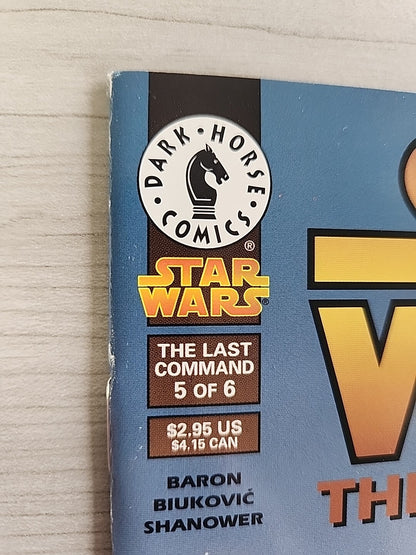 DARK • HORSE
• COMICS •
®
STAR
WARS®
THE LAST
COMMAND
5 OF 6
$2.95 US
$4.15 CAN
BARON
BIUKOVIĆ
SHANOWER
W
TH